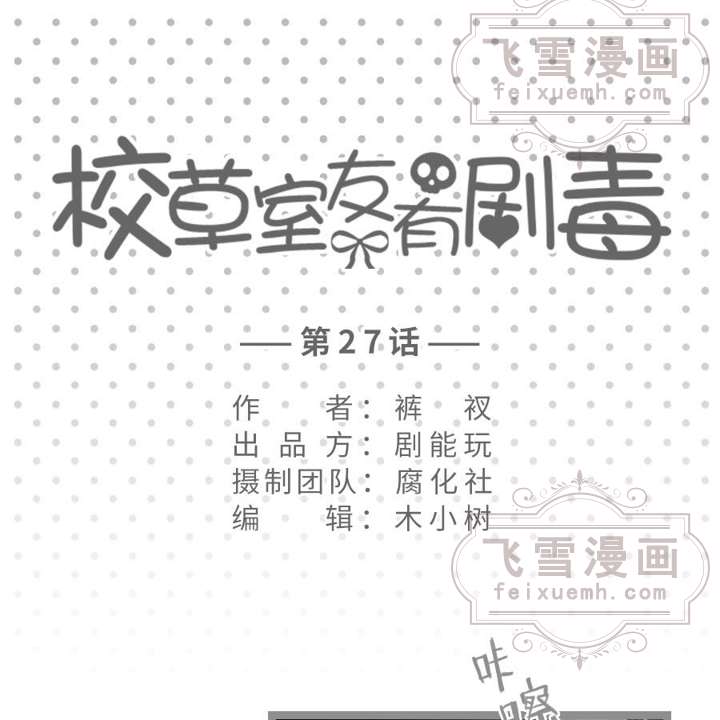 飞雪漫画
feixuemh.com
校草室友有剧毒
第27话
作者：裤衩
出品方：剧能玩
摄制团队：腐化社
编辑：木小树
飞雪漫画
feixuemh.com
咔嚓